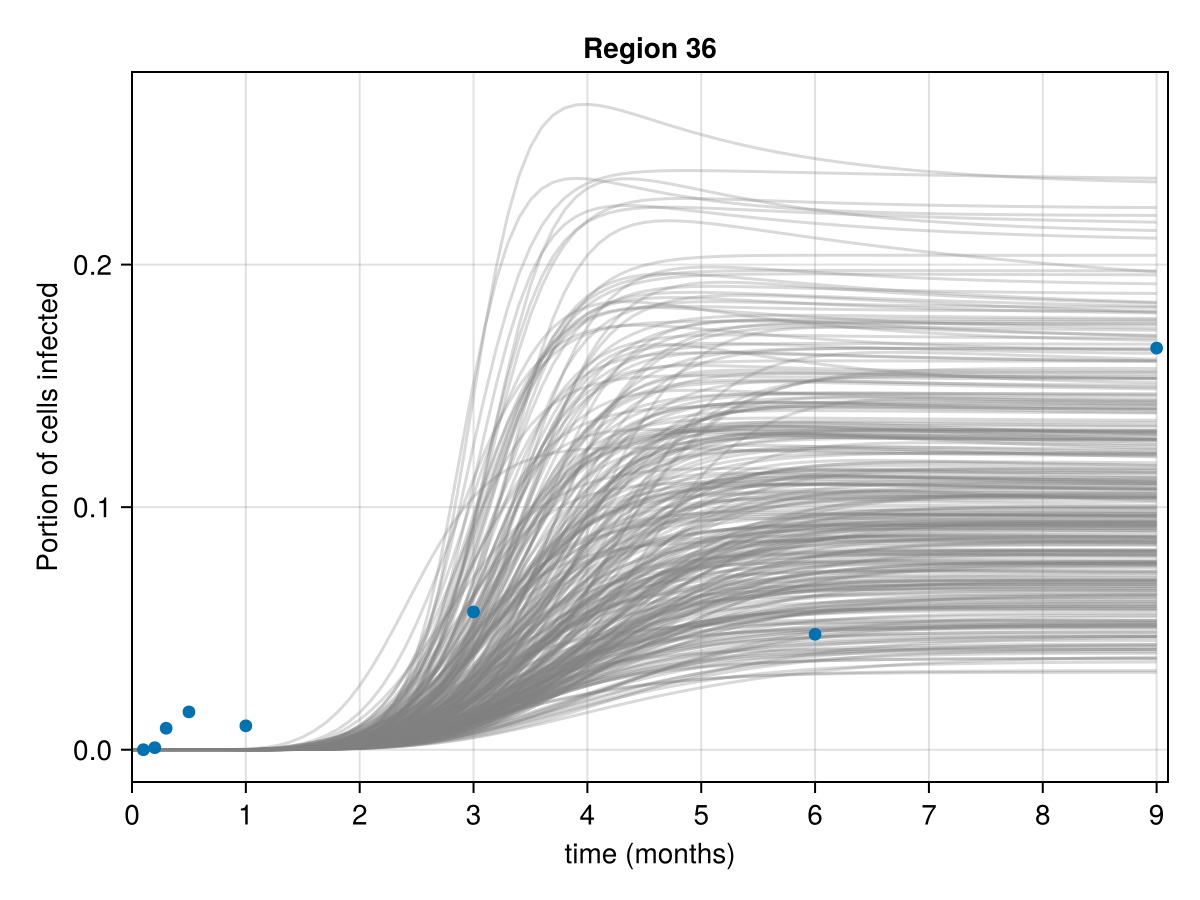 Region 36
Portion of cells infected
0.2
0.1
0.0
0 1 2 3 4 5 6 7 8 9
time (months)